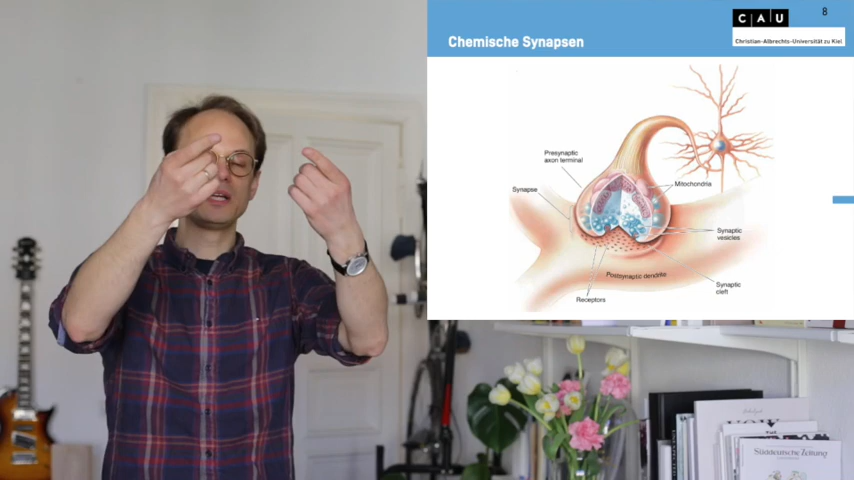 8
C A U
Christian-Albrechts-Universität zu Kiel
Chemische Synapsen
Presynaptic
axon terminal
Mitochondria
Synapse
Synaptic
vesicles
Postsynaptic dendrite
Synaptic
cleft
Receptors
Süddeutsche Zeitung